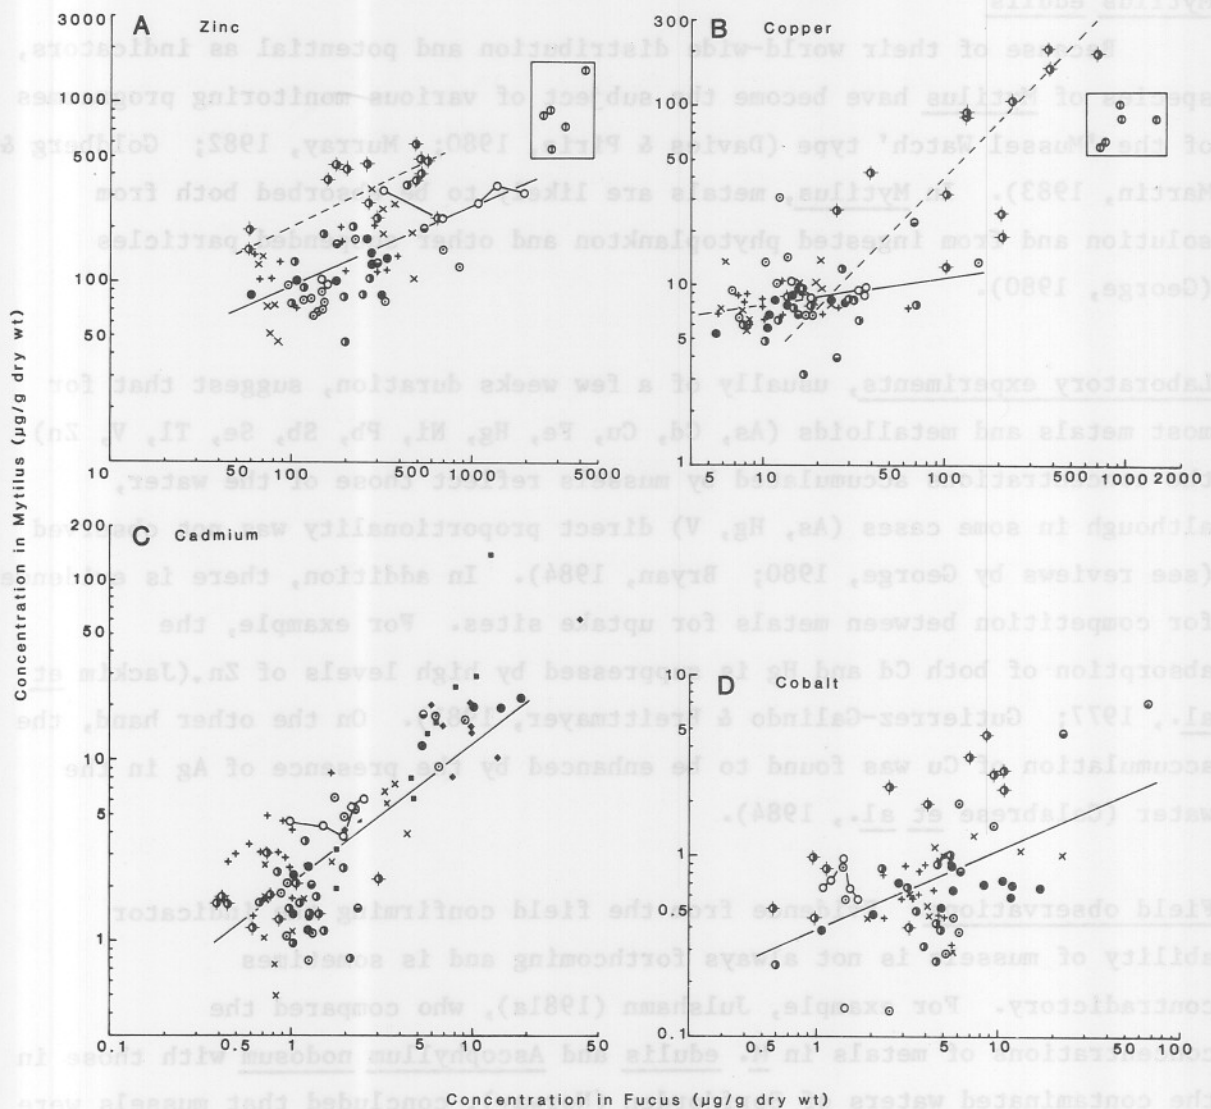 A Zinc
3000
1000
500
100
50
10
50 100 500 1000 5000
B Copper
300
100
50
10
5
1
5 10 50 100 500 1000 2000
C Cadmium
200
100
50
10
5
1
0.1 0.5 1 5 10 50
D Cobalt
10
5
1
0.5
0.1
0.5 1 5 10 50 100
Concentration in Mytilus (µg/g dry wt)
Concentration in Fucus (µg/g dry wt)
Mytilus edulis
Because of their world-wide distribution and potential as indicators,
species of Mytilus have become the subject of various monitoring programmes
of the 'Mussel Watch' type (Davies & Pirie, 1980; Murray, 1982; Goldberg &
Martin, 1983). In Mytilus, metals are likely to be absorbed both from
solution and from ingested phytoplankton and other suspended particles
(George, 1980).
Laboratory experiments, usually of a few weeks duration, suggest that for
most metals and metalloids (As, Cd, Cu, Fe, Hg, Ni, Pb, Sb, Se, Tl, V, Zn)
the concentrations accumulated by mussels reflect those of the water,
although in some cases (As, Hg, V) direct proportionality was not observed
(see reviews by George, 1980; Bryan, 1984). In addition, there is evidence
for competition between metals for uptake sites. For example, the
absorption of both Cd and Hg is suppressed by high levels of Zn (Jackim et
al., 1977; Gutierrez-Galindo & Breittmayer, On the other hand, the
accumulation of Cu was found to be enhanced by the presence of Ag in the
water (Calabrese et al., 1984).
Field observations. Evidence from the field confirming the indicator
ability of mussels is not always forthcoming and is sometimes
contradictory. For example, Julshamn (1981a), who compared the
concentrations of metals in M. edulis and Ascophyllum nodosum with those in
the contaminated waters of concluded that mussels were